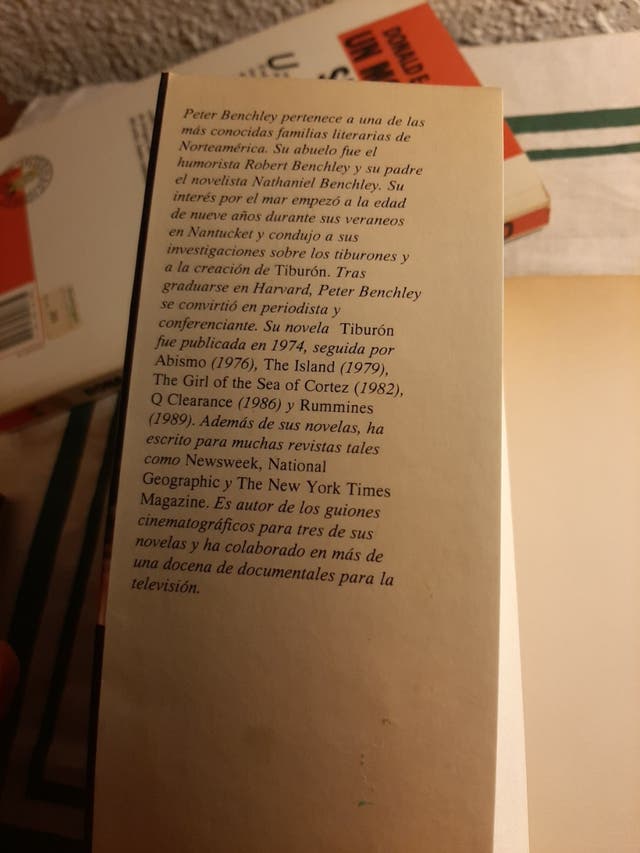 DONALD E
UN M
U
Peter Benchley pertenece a una de las
más conocidas familias literarias de
Norteamérica. Su abuelo fue el
humorista Robert Benchley y su padre
el novelista Nathaniel Benchley. Su
interés por el mar empezó a la edad
de nueve años durante sus veraneos
en Nantucket y condujo a sus
investigaciones sobre los tiburones y
a la creación de Tiburón. Tras
graduarse en Harvard, Peter Benchley
se convirtió en periodista y
conferenciante. Su novela Tiburón
fue publicada en 1974, seguida por
Abismo (1976), The Island (1979),
The Girl of the Sea of Cortez (1982),
Q Clearance (1986) y Rummines
(1989). Además de sus novelas, ha
escrito para muchas revistas tales
como Newsweek, National
Geographic y The New York Times
Magazine. Es autor de los guiones
cinematográficos para tres de sus
novelas y ha colaborado en más de
una docena de documentales para la
televisión.